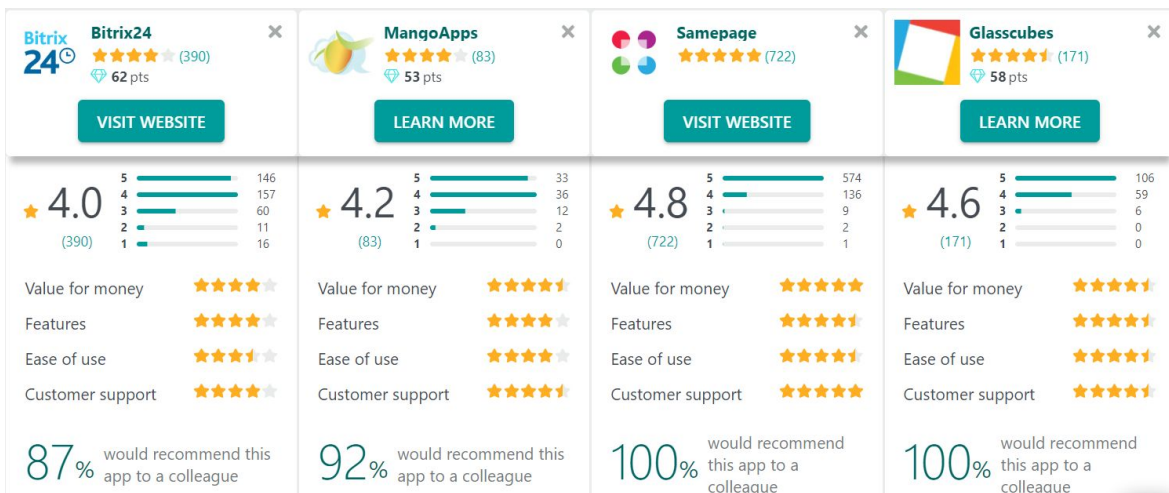 Bitrix 24
Bitrix24
(390)
62 pts
VISIT WEBSITE
MangoApps
(83)
53 pts
LEARN MORE
Samepage
(722)
VISIT WEBSITE
Glasscubes
(171)
58 pts
LEARN MORE
4.0
(390)
5 146
4 157
3 60
2 11
1 16
4.2
(83)
5 33
4 36
3 12
2 2
1 0
4.8
(722)
5 574
4 136
3 9
2 2
1 1
4.6
(171)
5 106
4 59
3 6
2 0
1 0
Value for money
Features
Ease of use
Customer support
Value for money
Features
Ease of use
Customer support
Value for money
Features
Ease of use
Customer support
Value for money
Features
Ease of use
Customer support
87% would recommend this
app to a colleague
92% would recommend this
app to a colleague
100% would recommend
this app to a
colleague
100% would recommend
this app to a
colleague